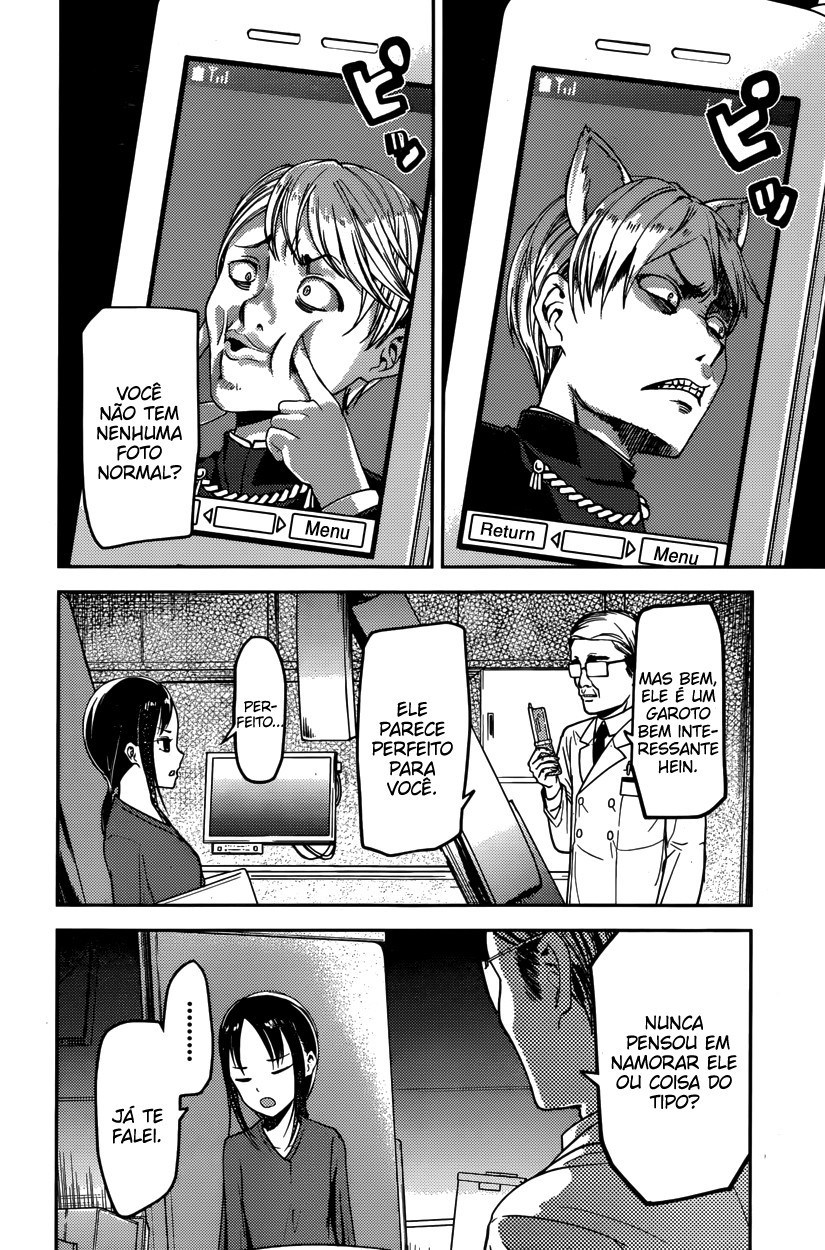 ピッ
Return
Menu
ピッ
VOCÊ
NÃO TEM
NENHUMA
FOTO
NORMAL?
Menu
MAS BEM,
ELE É UM
GAROTO
BEM INTE-
RESSANTE
HEIN.
ELE
PARECE
PERFEITO
PARA
VOCÊ.
PER-
FEITO...
NUNCA
PENSOU EM
NAMORAR ELE
OU COISA DO
TIPO?
.........
JÁ TE
FALEI.